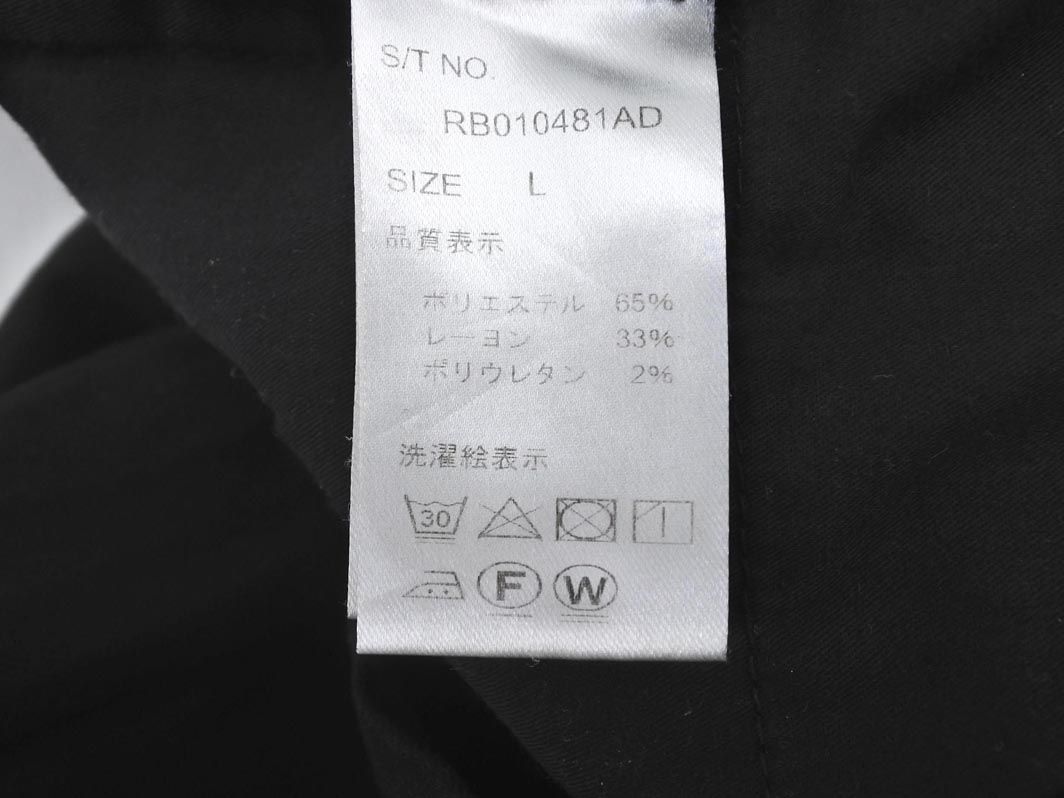 S/T NO.
RB010481AD
SIZE L
品質表示
ポリエステル 65%
レーヨン 33%
ポリウレタン 2%
洗濯絵表示
30
F W